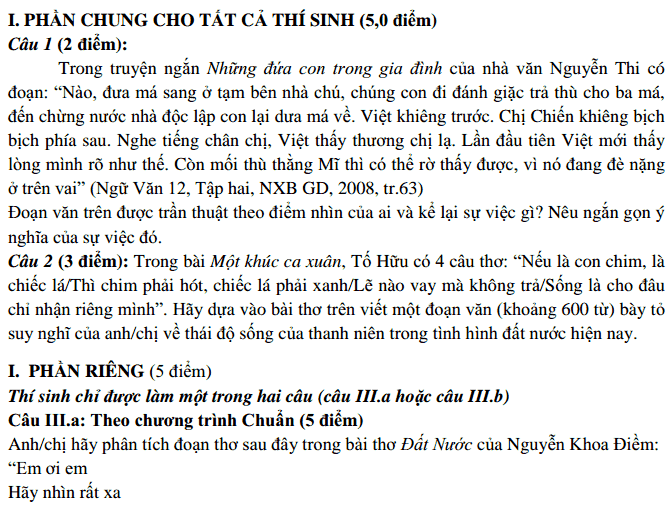 I. PHẦN CHUNG CHO TẤT CẢ THÍ SINH (5,0 điểm)
Câu 1 (2 điểm):
Trong truyện ngắn Những đứa con trong gia đình của nhà văn Nguyễn Thi có
đoạn: “Nào, đưa má sang ở tạm bên nhà chú, chúng con đi đánh giặc trả thù cho ba má,
đến chừng nước nhà độc lập con lại dưa má về. Việt khiêng trước. Chị Chiến khiêng bịch
bịch phía sau. Nghe tiếng chân chị, Việt thấy thương chị lạ. Lần đầu tiên Việt mới thấy
lòng mình rõ như thế. Còn mối thù thằng Mĩ thì có thể rờ thấy được, vì nó đang đè nặng
ở trên vai” (Ngữ Văn 12, Tập hai, NXB GD, 2008, tr.63)
Đoạn văn trên được trần thuật theo điểm nhìn của ai và kể lại sự việc gì? Nêu ngắn gọn ý
nghĩa của sự việc đó.
Câu 2 (3 điểm): Trong bài Một khúc ca xuân, Tố Hữu có 4 câu thơ: “Nếu là con chim, là
chiếc lá/Thì chim phải hót, chiếc lá phải xanh/Lẽ nào vay mà không trả/Sống là cho đâu
chỉ nhận riêng mình”. Hãy dựa vào bài thơ trên viết một đoạn văn (khoảng 600 từ) bày tỏ
suy nghĩ của anh/chị về thái độ sống của thanh niên trong tình hình đất nước hiện nay.
I. PHẦN RIÊNG (5 điểm)
Thí sinh chỉ được làm một trong hai câu (câu III.a hoặc câu III.b)
Câu III.a: Theo chương trình Chuẩn (5 điểm)
Anh/chị hãy phân tích đoạn thơ sau đây trong bài thơ Đất Nước của Nguyễn Khoa Điềm:
“Em ơi em
Hãy nhìn rất xa